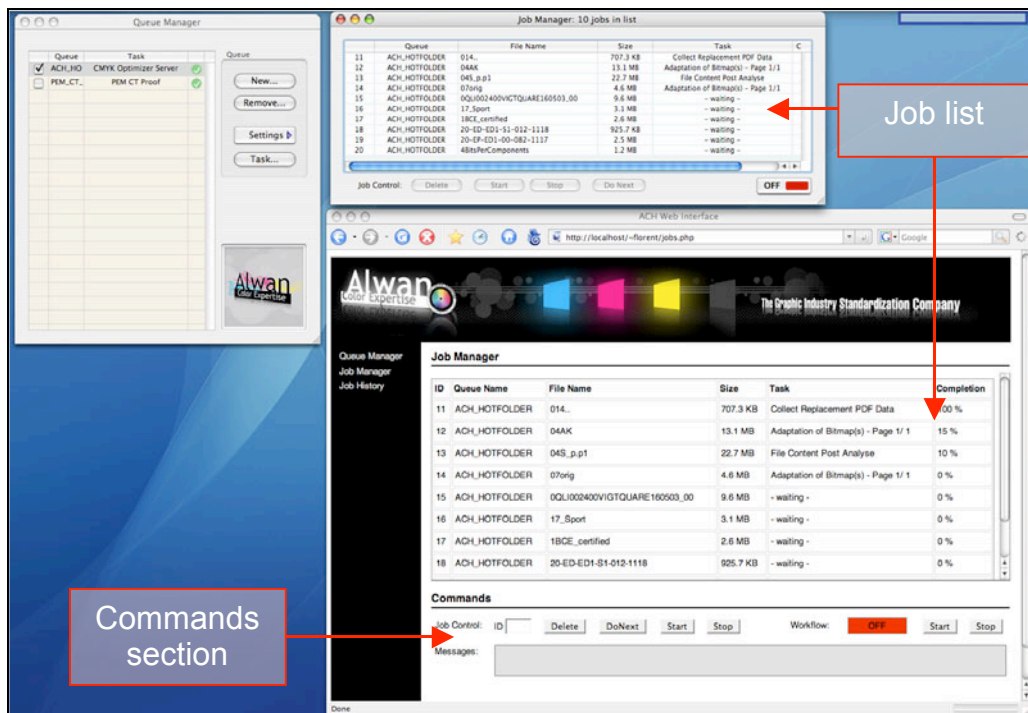 Queue Manager
Queue Task
ACH_HO CMYK Optimizer Server
PEM_CT_ PEM CT Proof
Queue
New...
Remove...
Settings
Task...
Alwan
Color Expertise
Job Manager: 10 jobs in list
Queue File Name Size Task C
11 ACH_HOTFOLDER 014.. 707.3 KB Collect Replacement PDF Data
12 ACH_HOTFOLDER 04AK 13.1 MB Adaptation of Bitmap(s) - Page 1/1
13 ACH_HOTFOLDER 04S_p.p1 22.7 MB File Content Post Analyse
14 ACH_HOTFOLDER 07orig 4.6 MB Adaptation of Bitmap(s) - Page 1/1
15 ACH_HOTFOLDER 0QLI002400VIGTQUARE160503_00 9.6 MB - waiting -
16 ACH_HOTFOLDER 17_Sport 3.1 MB - waiting -
17 ACH_HOTFOLDER 1BCE_certified 2.6 MB - waiting -
18 ACH_HOTFOLDER 20-ED-ED1-S1-012-1118 925.7 KB - waiting -
19 ACH_HOTFOLDER 20-EP-ED1-00-082-1117 2.5 MB - waiting -
20 ACH_HOTFOLDER 4BitsPerComponents 1.2 MB - waiting -
Job Control: Delete Start Stop Do Next OFF
Job list
ACH Web Interface
http://localhost/~florent/jobs.php
Google
Alwan
Color Expertise
The Graphic Industry Standardization Company
Queue Manager
Job Manager
Job History
Job Manager
ID Queue Name File Name Size Task Completion
11 ACH_HOTFOLDER 014.. 707.3 KB Collect Replacement PDF Data 100 %
12 ACH_HOTFOLDER 04AK 13.1 MB Adaptation of Bitmap(s) - Page 1/ 1 15 %
13 ACH_HOTFOLDER 04S_p.p1 22.7 MB File Content Post Analyse 10 %
14 ACH_HOTFOLDER 07orig 4.6 MB Adaptation of Bitmap(s) - Page 1/ 1 0 %
15 ACH_HOTFOLDER 0QLI002400VIGTQUARE160503_00 9.6 MB - waiting - 0 %
16 ACH_HOTFOLDER 17_Sport 3.1 MB - waiting - 0 %
17 ACH_HOTFOLDER 1BCE_certified 2.6 MB - waiting - 0 %
18 ACH_HOTFOLDER 20-ED-ED1-S1-012-1118 925.7 KB - waiting - 0 %
Commands
Job Control: ID Delete DoNext Start Stop Workflow: OFF Start Stop
Messages:
Done
Commands
section